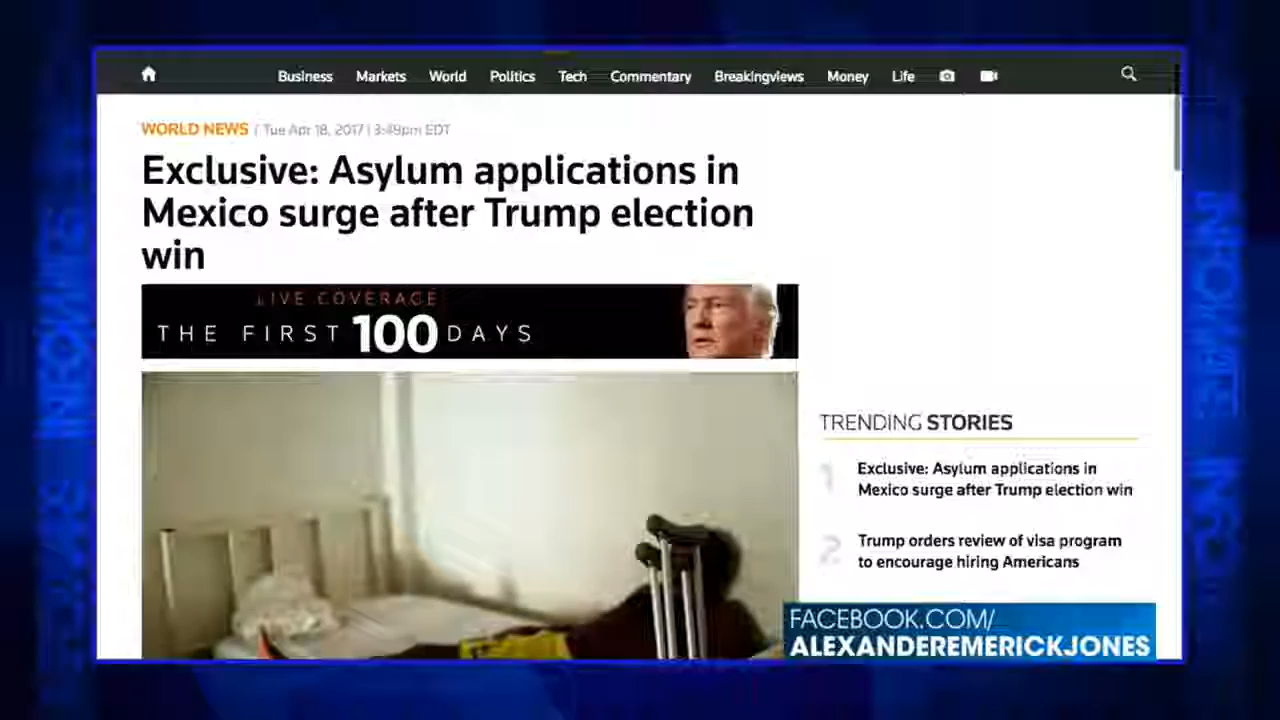 Business Markets World Politics Tech Commentary Breakingviews Money Life
WORLD NEWS / Tue Apr 18, 2017 | 3:49pm EDT
Exclusive: Asylum applications in
Mexico surge after Trump election
win
LIVE COVERAGE
THE FIRST 100 DAYS
TRENDING STORIES
1 Exclusive: Asylum applications in
Mexico surge after Trump election win
2 Trump orders review of visa program
to encourage hiring Americans
FACEBOOK.COM/
ALEXANDEREMERICKJONES